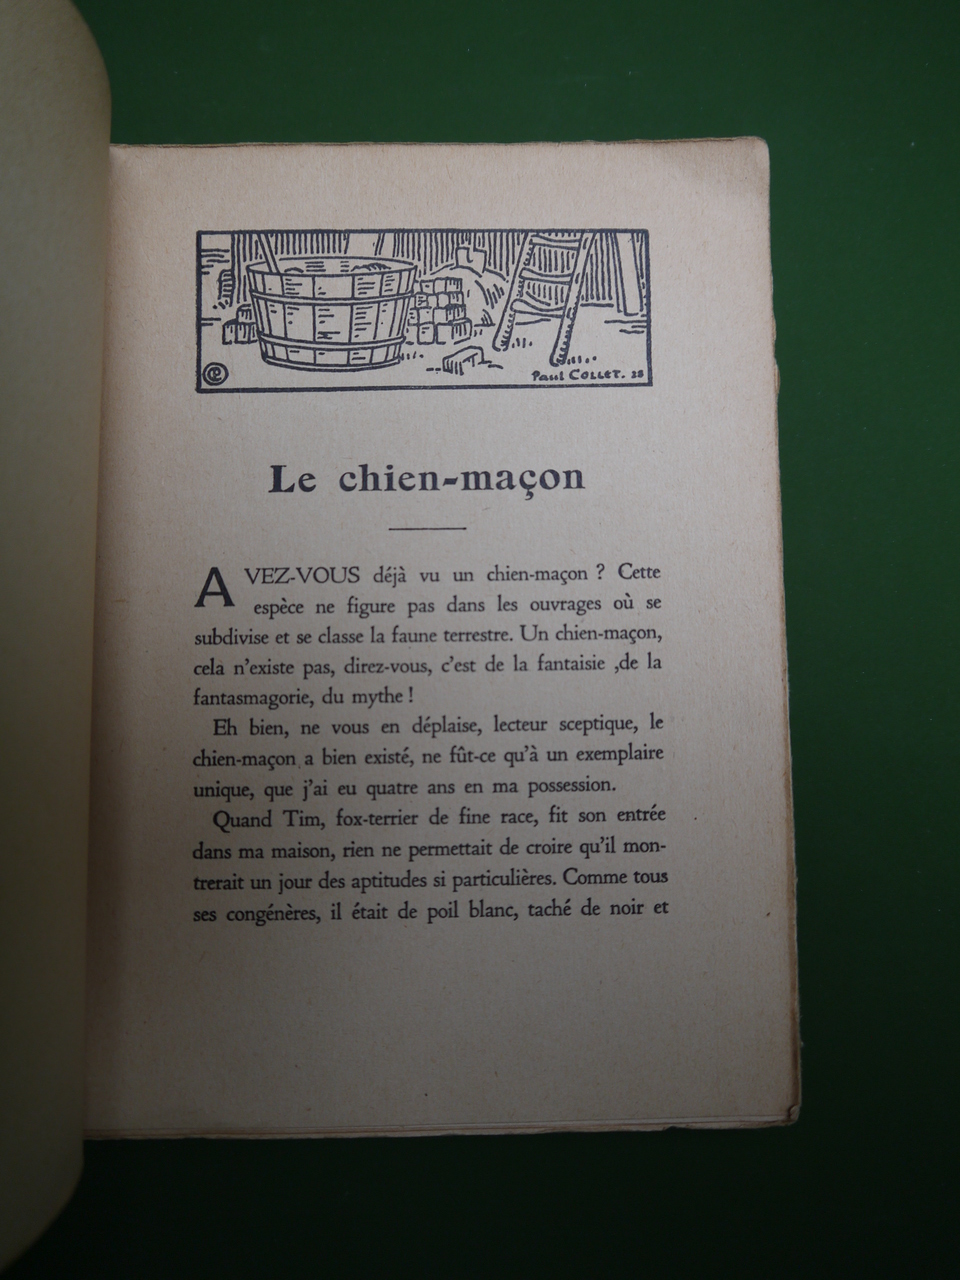 Paul COLLET. 28
Le chien-maçon
AVEZ-VOUS déjà vu un chien-maçon ? Cette
espèce ne figure pas dans les ouvrages où se
subdivise et se classe la faune terrestre. Un chien-maçon,
cela n'existe pas, direz-vous, c'est de la fantaisie ,de la
fantasmagorie, du mythe !
Eh bien, ne vous en déplaise, lecteur sceptique, le
chien-maçon a bien existé, ne fût-ce qu'à un exemplaire
unique, que j'ai eu quatre ans en ma possession.
Quand Tim, fox-terrier de fine race, fit son entrée
dans ma maison, rien ne permettait de croire qu'il mon-
trerait un jour des aptitudes si particulières. Comme tous
ses congénères, il était de poil blanc, taché de noir et